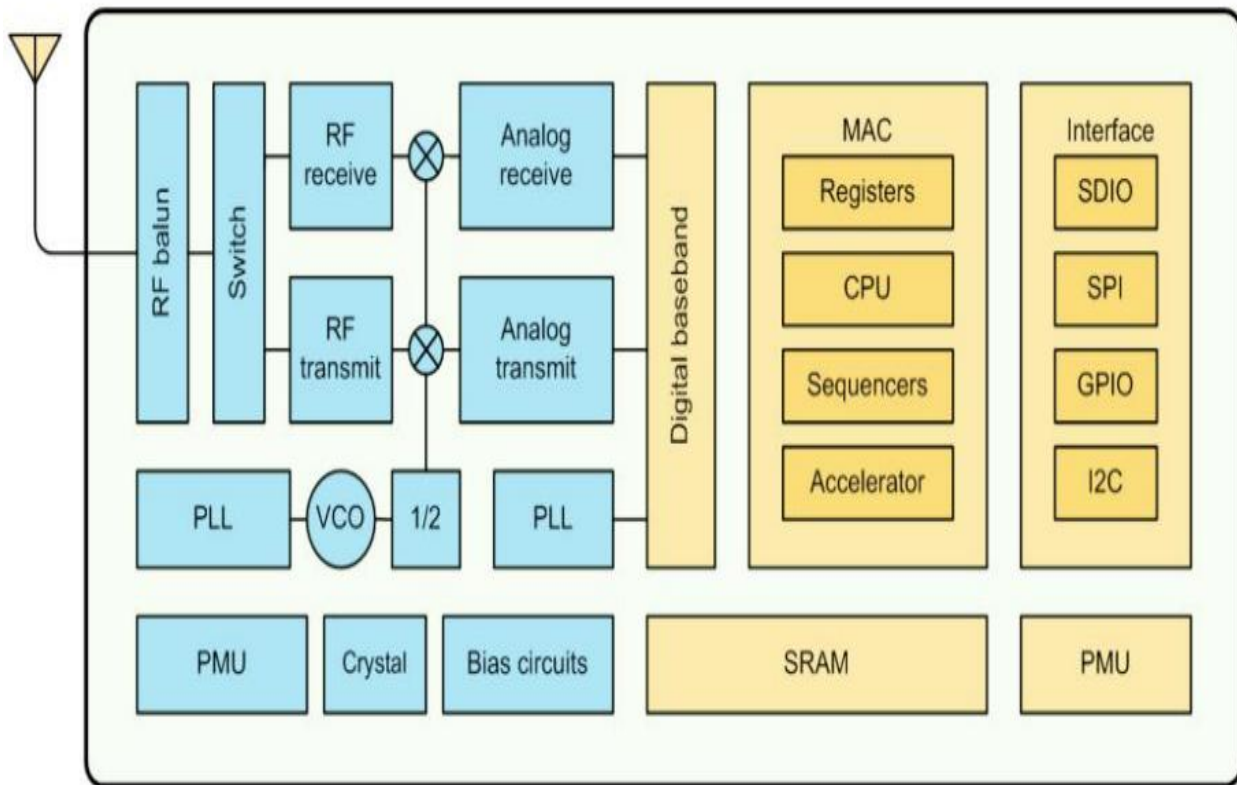 RF balun
Switch
RF
receive
Analog
receive
RF
transmit
Analog
transmit
PLL
VCO
1/2
PLL
Digital baseband
MAC
Registers
CPU
Sequencers
Accelerator
Interface
SDIO
SPI
GPIO
I2C
PMU
Crystal
Bias circuits
SRAM
PMU